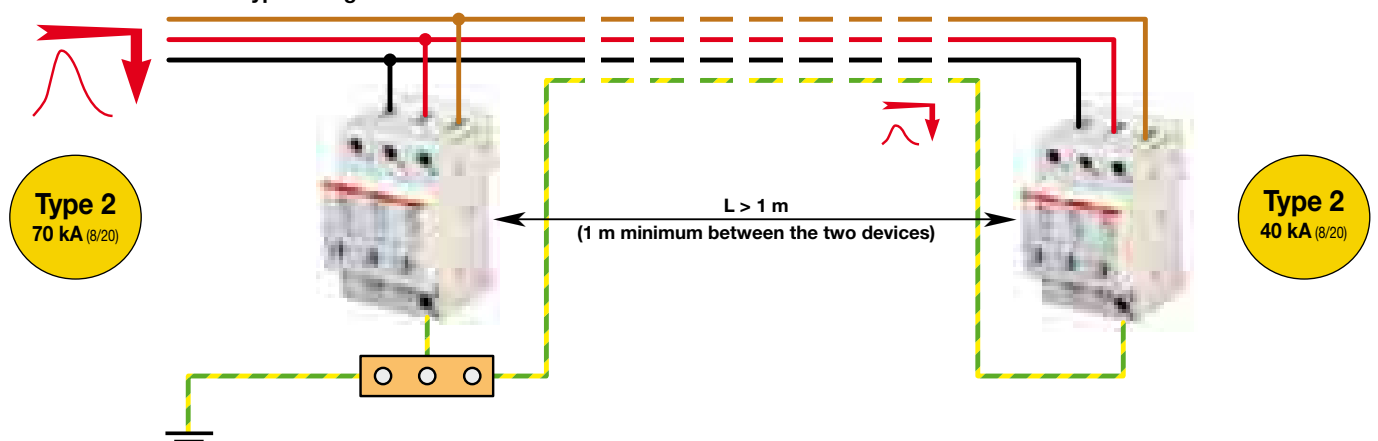 Type 2
70 kA (8/20)
L > 1 m
(1 m minimum between the two devices)
Type 2
40 kA (8/20)